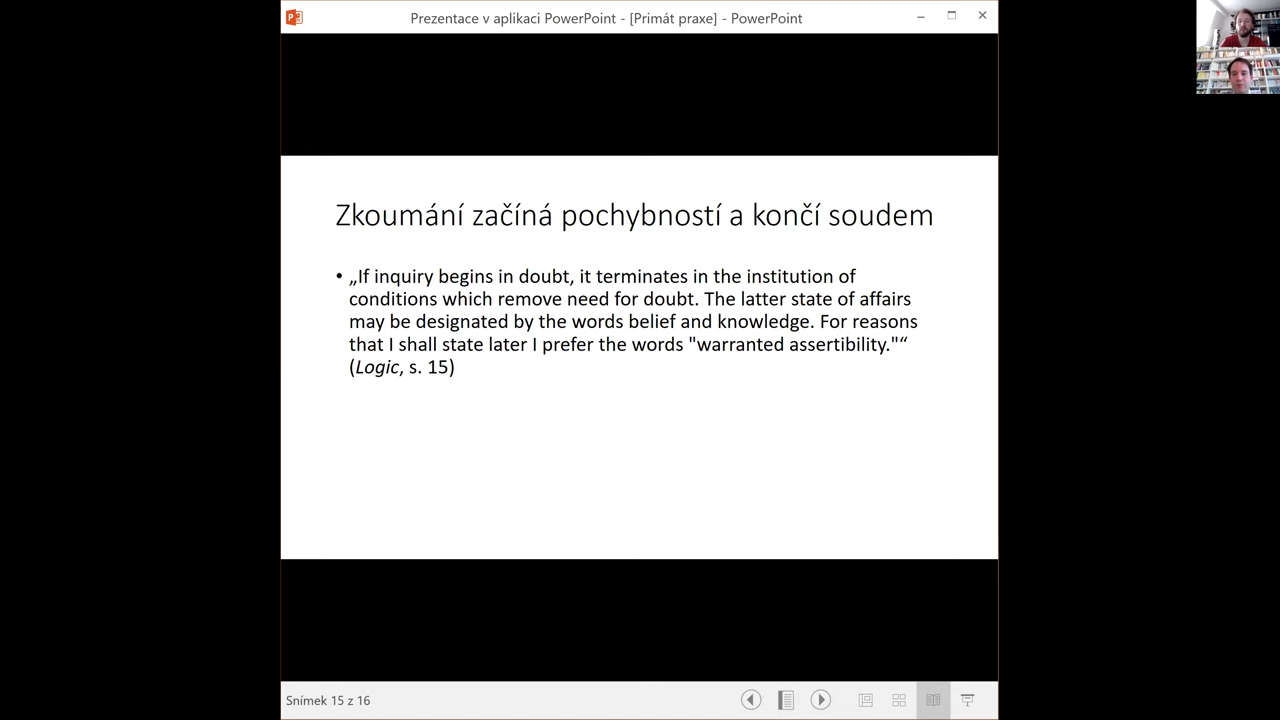 Prezentace v aplikaci PowerPoint - [Primát praxe] - PowerPoint
Zkoumání začíná pochybností a končí soudem
• „If inquiry begins in doubt, it terminates in the institution of
conditions which remove need for doubt. The latter state of affairs
may be designated by the words belief and knowledge. For reasons
that I shall state later I prefer the words "warranted assertibility."“
(Logic, s. 15)
Snímek 15 z 16